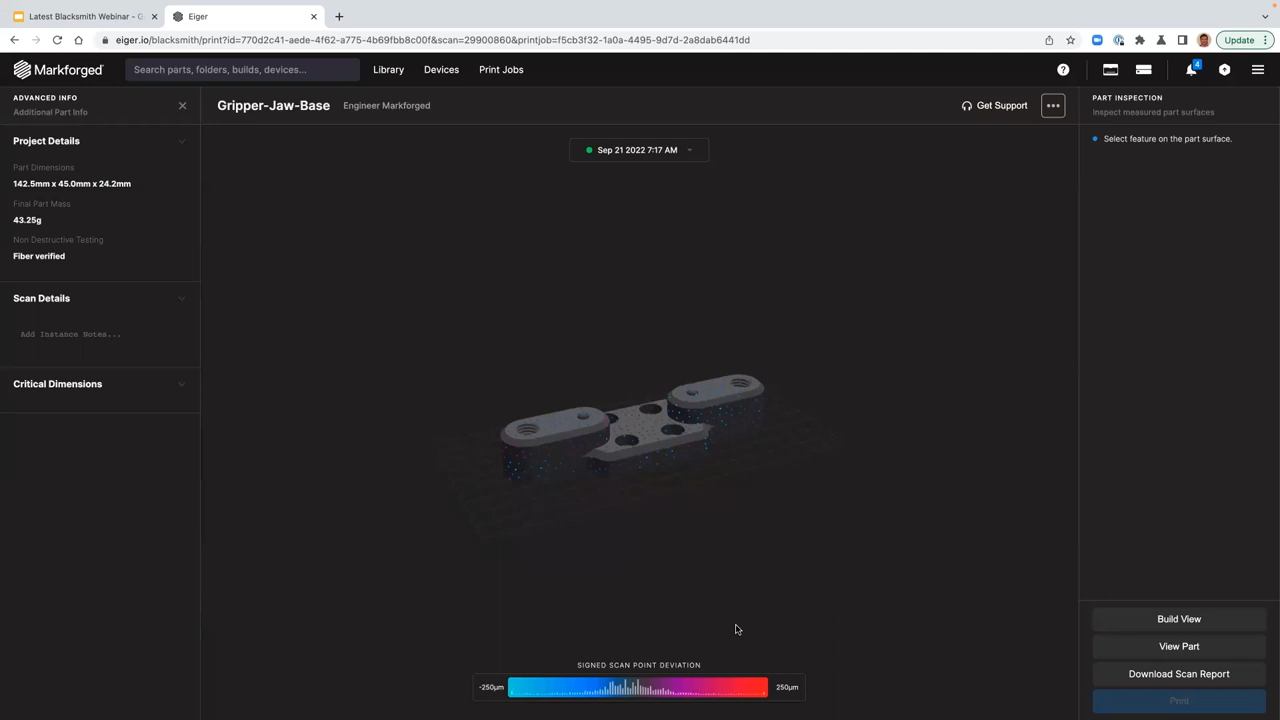 Latest Blacksmith Webinar - G
Eiger
eiger.io/blacksmith/print?id=770d2c41-aede-4f62-a775-4b69fbb8c00f&scan=29900860&printjob=f5cb3f32-1a0a-4495-9d7d-2a8dab6441dd
Update
Markforged
Search parts, folders, builds, devices...
Library
Devices
Print Jobs
4
ADVANCED INFO
Additional Part Info
Project Details
Part Dimensions
142.5mm x 45.0mm x 24.2mm
Final Part Mass
43.25g
Non Destructive Testing
Fiber verified
Scan Details
Add Instance Notes...
Critical Dimensions
Gripper-Jaw-Base
Engineer Markforged
Get Support
Sep 21 2022 7:17 AM
SIGNED SCAN POINT DEVIATION
-250µm
250µm
PART INSPECTION
Inspect measured part surfaces
Select feature on the part surface.
Build View
View Part
Download Scan Report
Print